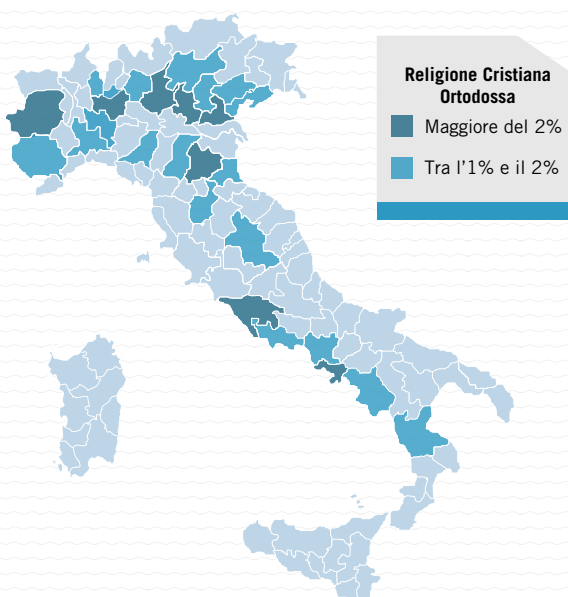 Religione Cristiana
Ortodossa
Maggiore del 2%
Tra l'1% e il 2%